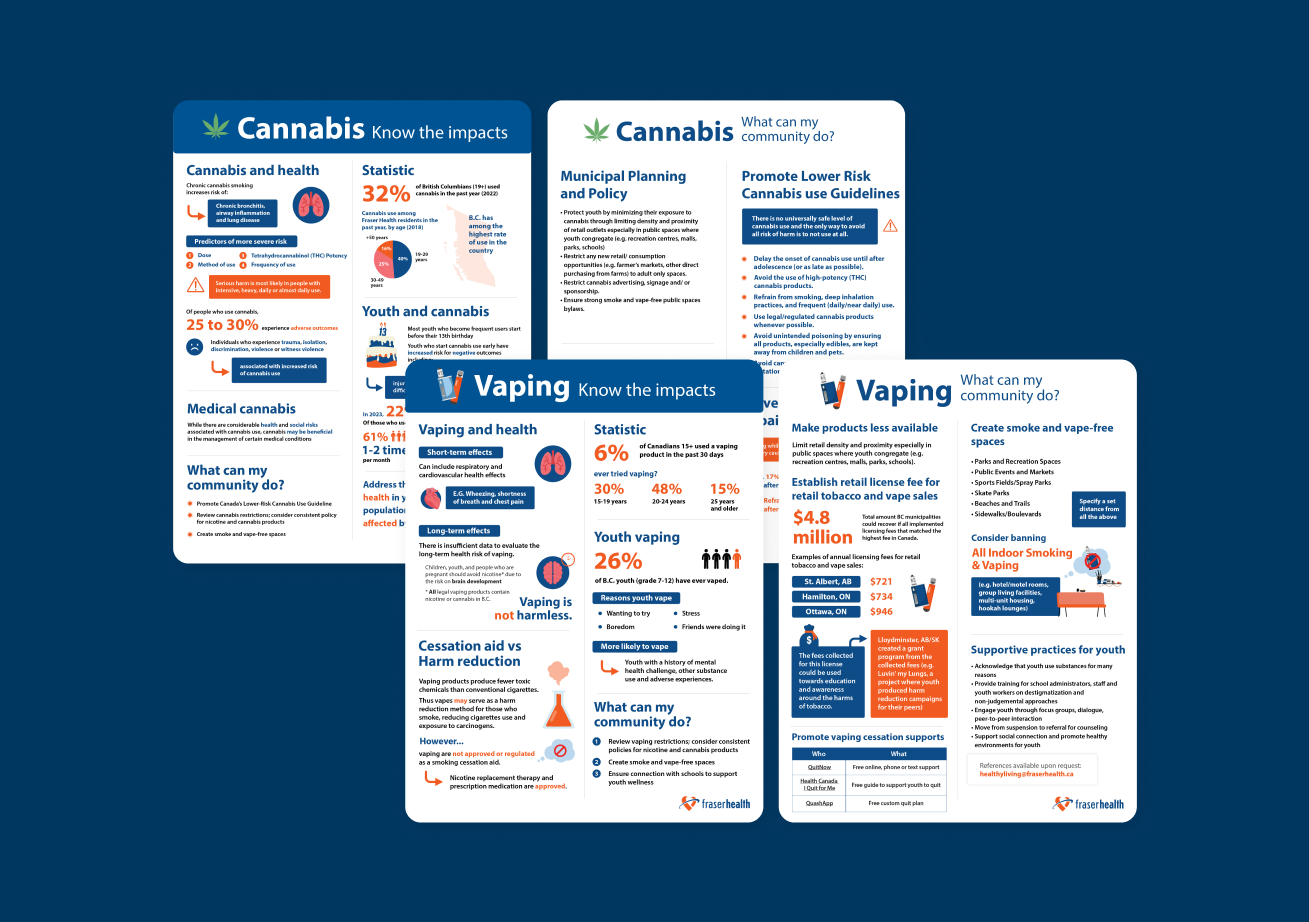 Cannabis Know the impacts
Cannabis and health
Chronic cannabis smoking
increases risk of:
Chronic bronchitis,
airway inflammation
and lung disease
Predictors of more severe risk
1 Dose
3 Tetrahydrocannabinol (THC) Potency
2 Method of use
4 Frequency of use
Serious harm is most likely in people with
intensive, heavy, daily or almost daily use.
Of people who use cannabis,
25 to 30% experience adverse outcomes
Individuals who experience trauma, isolation,
discrimination, violence or witness violence
associated with increased risk
of cannabis use
Medical cannabis
While there are considerable health and social risks
associated with cannabis use, cannabis may be beneficial
in the management of certain medical conditions
What can my
community do?
Promote Canada's Lower-Risk Cannabis Use Guideline
Review cannabis restrictions; consider consistent policy
for nicotine and cannabis products
Create smoke and vape-free spaces
Statistic
32%
of British Columbians (19+) used
cannabis in the past year (2022)
Cannabis use among
Fraser Health residents in the
past year, by age (2018)
+50 years
16%
40%
25%
19-29
years
30-49
years
B.C. has
among the
highest rate
of use in the
country
Youth and cannabis
13
Most youth who become frequent users start
before their 13th birthday
Youth who start cannabis use early have
increased risk for negative outcomes
In 2023, 22
Of those who us
61%
1-2 time
per month
Address th
health in y
population
affected b
Cannabis
What can my
community do?
Municipal Planning
and Policy
• Protect youth by minimizing their exposure to
cannabis through limiting density and proximity
of retail outlets especially in public spaces where
youth congregate (e.g. recreation centres, malls,
parks, schools)
• Restrict any new retail/ consumption
opportunities (e.g. farmer's markets, other direct
purchasing from farms) to adult only spaces.
• Restrict cannabis advertising, signage and/ or
sponsorship.
• Ensure strong smoke and vape-free public spaces
bylaws.
Promote Lower Risk
Cannabis use Guidelines
There is no universally safe level of
cannabis use and the only way to avoid
all risk of harm is to not use at all.
Delay the onset of cannabis use until after
adolescence (or as late as possible).
Avoid the use of high-potency (THC)
cannabis products.
Refrain from smoking, deep inhalation
practices, and frequent (daily/near daily) use.
Use legal/regulated cannabis products
whenever possible.
Avoid unintended poisoning by ensuring
all products, especially edibles, are kept
away from children and pets.
Vaping Know the impacts
Vaping and health
Short-term effects
Can include respiratory and
cardiovascular health effects
E.G. Wheezing, shortness
of breath and chest pain
Long-term effects
There is insufficient data to evaluate the
long-term health risk of vaping.
Children, youth, and people who are
pregnant should avoid nicotine* due to
the risk on brain development
* All legal vaping products contain
nicotine or cannabis in B.C.
Vaping is
not harmless.
Cessation aid vs
Harm reduction
Vaping products produce fewer toxic
chemicals than conventional cigarettes.
Thus vapes may serve as a harm
reduction method for those who
smoke, reducing cigarettes use and
exposure to carcinogens.
However...
vaping are not approved or regulated
as a smoking cessation aid.
Nicotine replacement therapy and
prescription medication are approved.
Statistic
6%
of Canadians 15+ used a vaping
product in the past 30 days
ever tried vaping?
30% 48% 15%
15-19 years 20-24 years 25 years
and older
Youth vaping
26%
of B.C. youth (grade 7-12) have ever vaped.
Reasons youth vape
• Wanting to try • Stress
• Boredom • Friends were doing it
More likely to vape
Youth with a history of mental
health challenge, other substance
use and adverse experiences.
What can my
community do?
1 Review vaping restrictions; consider consistent
policies for nicotine and cannabis products
2 Create smoke and vape-free spaces
3 Ensure connection with schools to support
youth wellness
fraserhealth
Vaping
What can my
community do?
Make products less available
Limit retail density and proximity especially in
public spaces where youth congregate (e.g.
recreation centres, malls, parks, schools).
Establish retail license fee for
retail tobacco and vape sales
$4.8
million
Total amount BC municipalities
could recover if all implemented
licensing fees that matched the
highest fee in Canada.
Examples of annual licensing fees for retail
tobacco and vape sales:
St. Albert, AB $721
Hamilton, ON $734
Ottawa, ON $946
$
The fees collected
for this license
could be used
towards education
and awareness
around the harms
of tobacco.
Lloydminster, AB/SK
created a grant
program from the
collected fees (e.g.
Luvin' my Lungs, a
project where youth
produced harm
reduction campaigns
for their peers)
Promote vaping cessation supports
Who What
QuitNow Free online, phone or text support
Health Canada
I Quit for Me
Free guide to support youth to quit
QuashApp Free custom quit plan
Create smoke and vape-free
spaces
• Parks and Recreation Spaces
• Public Events and Markets
• Sports Fields/Spray Parks
• Skate Parks
• Beaches and Trails
• Sidewalks/Boulevards
Specify a set
distance from
all the above
Consider banning
All Indoor Smoking
& Vaping
(e.g. hotel/motel rooms,
group living facilities,
multi-unit housing,
hookah lounges)
Supportive practices for youth
• Acknowledge that youth use substances for many
reasons
• Provide training for school administrators, staff and
youth workers on destigmatization and
non-judgemental approaches
• Engage youth through focus groups, dialogue,
peer-to-peer interaction
• Move from suspension to referral for counseling
• Support social connection and promote healthy
environments for youth
References available upon request:
healthyliving@fraserhealth.ca
fraserhealth